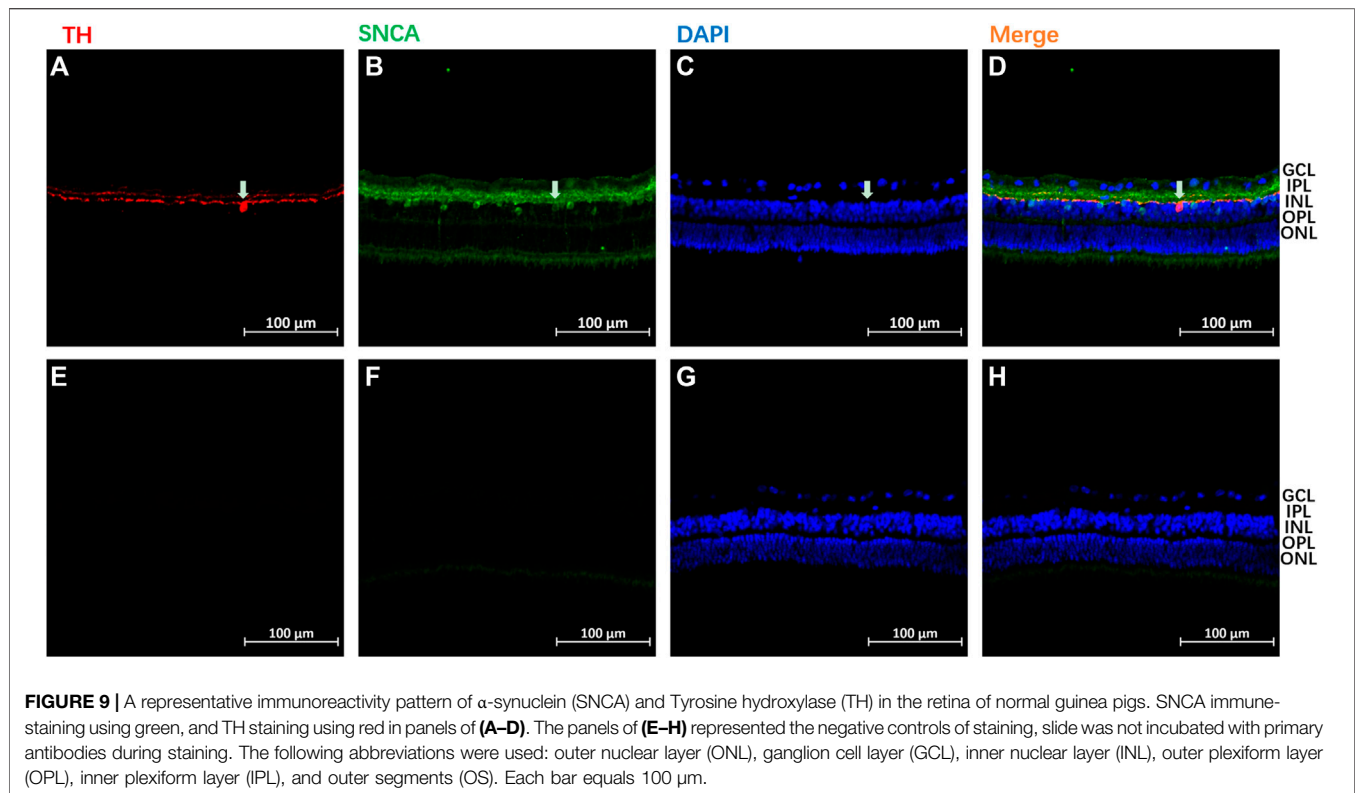 TH SNCA DAPI Merge
A B C D
GCL
IPL
INL
OPL
ONL
100 µm 100 µm 100 µm 100 µm
E F G H
GCL
IPL
INL
OPL
ONL
100 µm 100 µm 100 µm 100 µm
FIGURE 9 | A representative immunoreactivity pattern of α-synuclein (SNCA) and Tyrosine hydroxylase (TH) in the retina of normal guinea pigs. SNCA immune-
staining using green, and TH staining using red in panels of (A–D). The panels of (E–H) represented the negative controls of staining, slide was not incubated with primary
antibodies during staining. The following abbreviations were used: outer nuclear layer (ONL), ganglion cell layer (GCL), inner nuclear layer (INL), outer plexiform layer
(OPL), inner plexiform layer (IPL), and outer segments (OS). Each bar equals 100 µm.